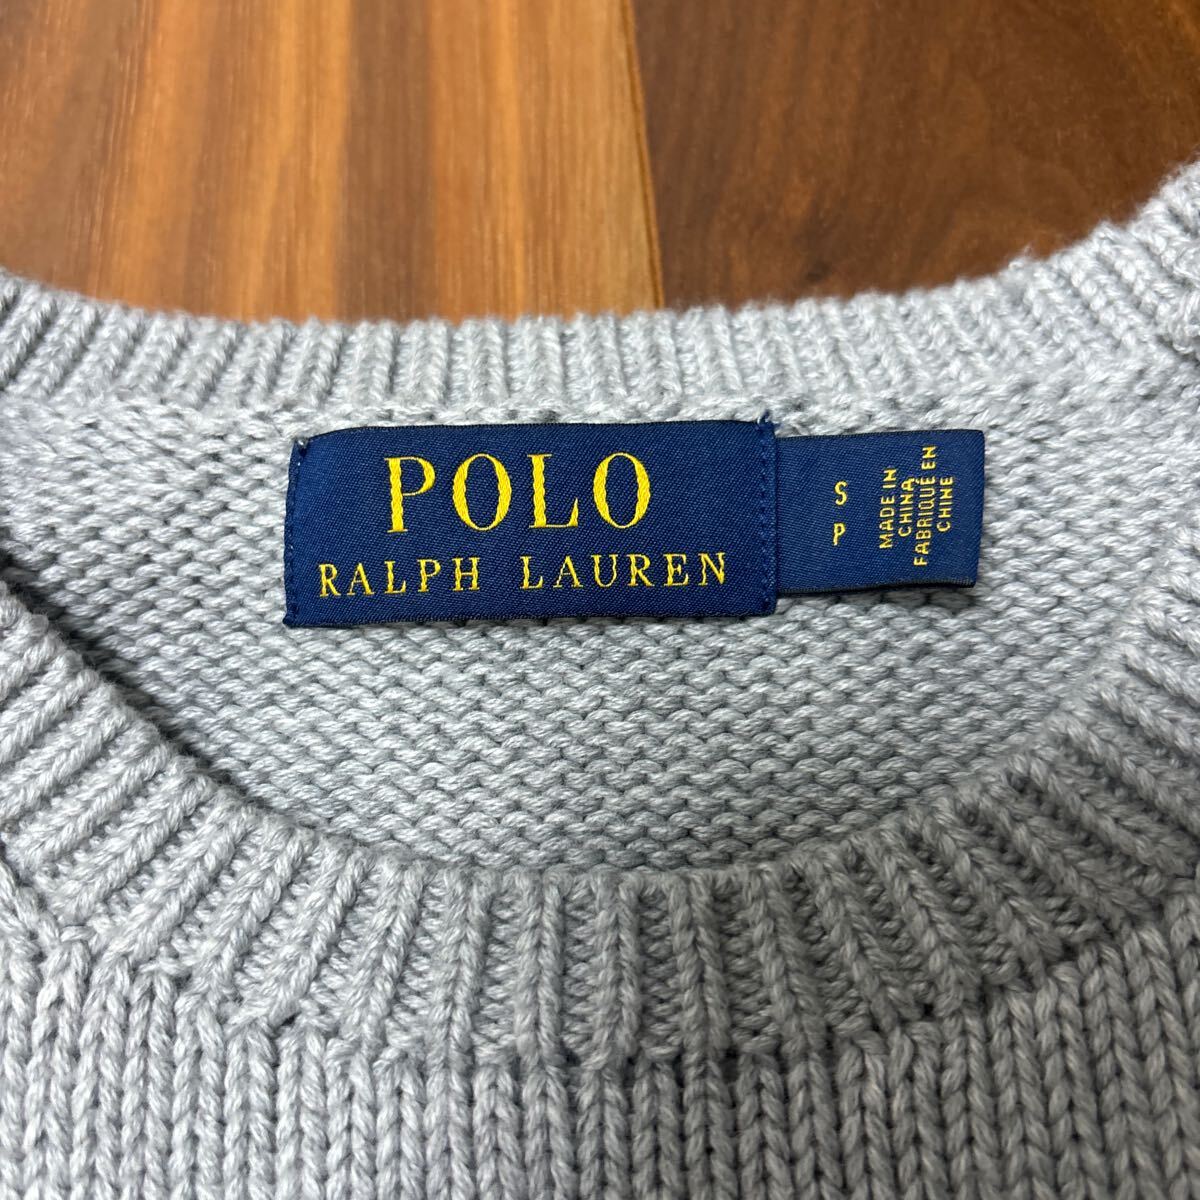 POLO
RALPH LAUREN
S
P
MADE IN
CHINA
FABRIQUÉ EN
CHINE